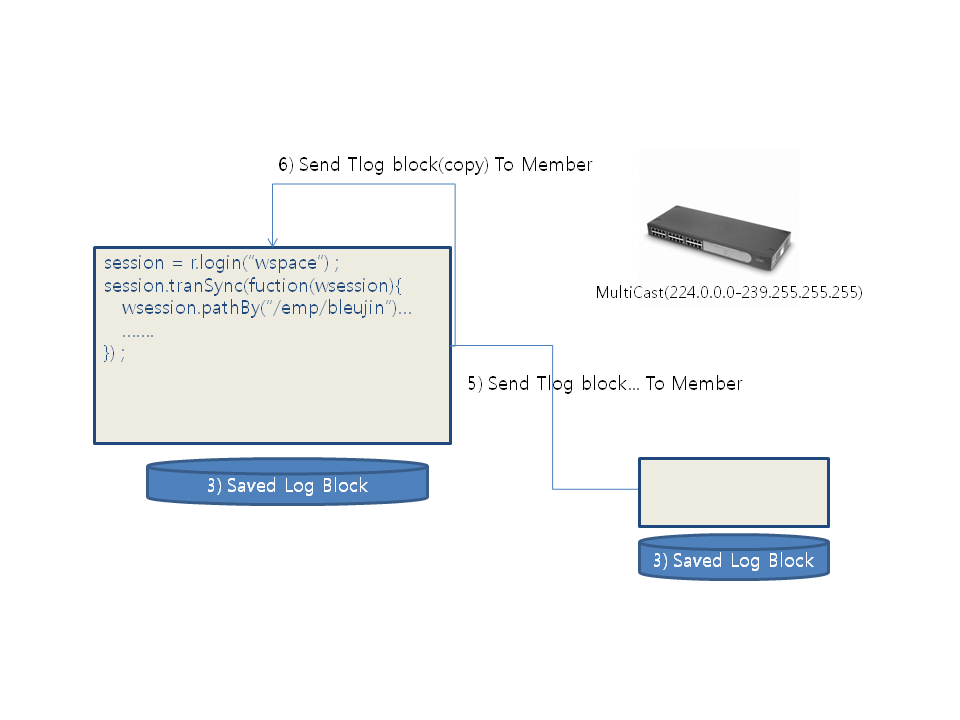 6) Send Tlog block(copy) To Member
session = r.login("wspace") ;
session.tranSync(fuction(wsession){
wsession.pathBy("/emp/bleujin")...
.......
}) ;
MultiCast(224.0.0.0-239.255.255.255)
5) Send Tlog block... To Member
3) Saved Log Block
3) Saved Log Block